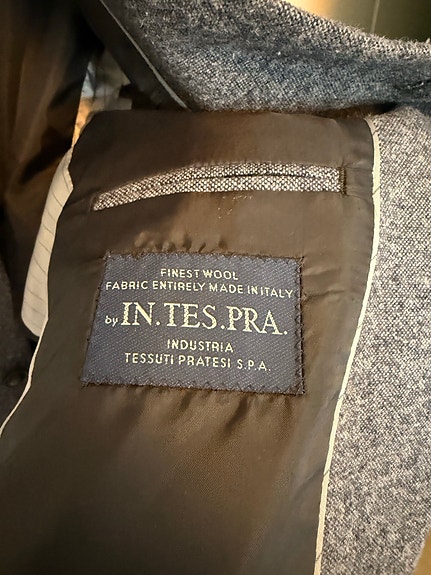 FINEST WOOL
FABRIC ENTIRELY MADE IN ITALY
by IN.TES.PRA.
INDUSTRIA
TESSUTI PRATESI S.P.A.